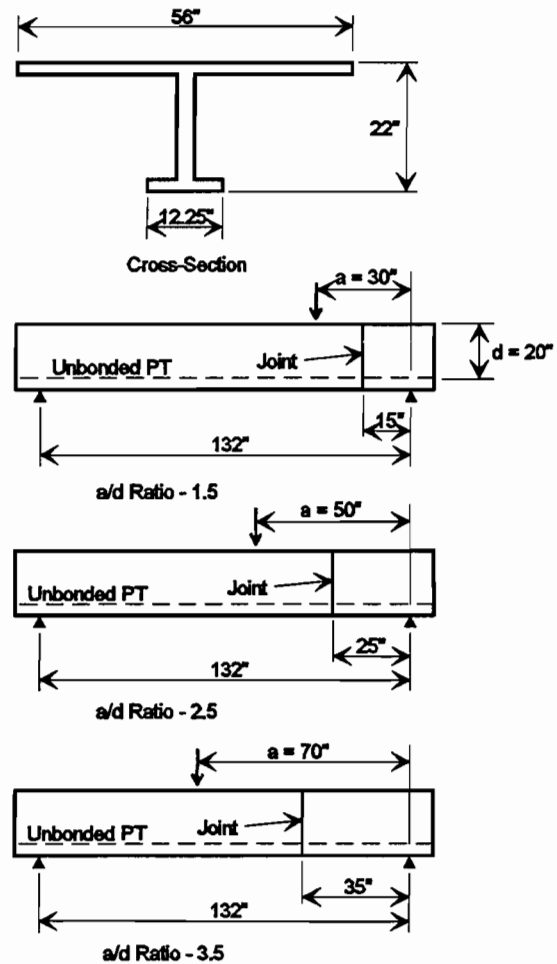 56"
22"
12.25"
Cross-Section
a = 30"
Unbonded PT
Joint
d = 20"
15"
132"
a/d Ratio - 1.5
a = 50"
Unbonded PT
Joint
25"
132"
a/d Ratio - 2.5
a = 70"
Unbonded PT
Joint
35"
132"
a/d Ratio - 3.5